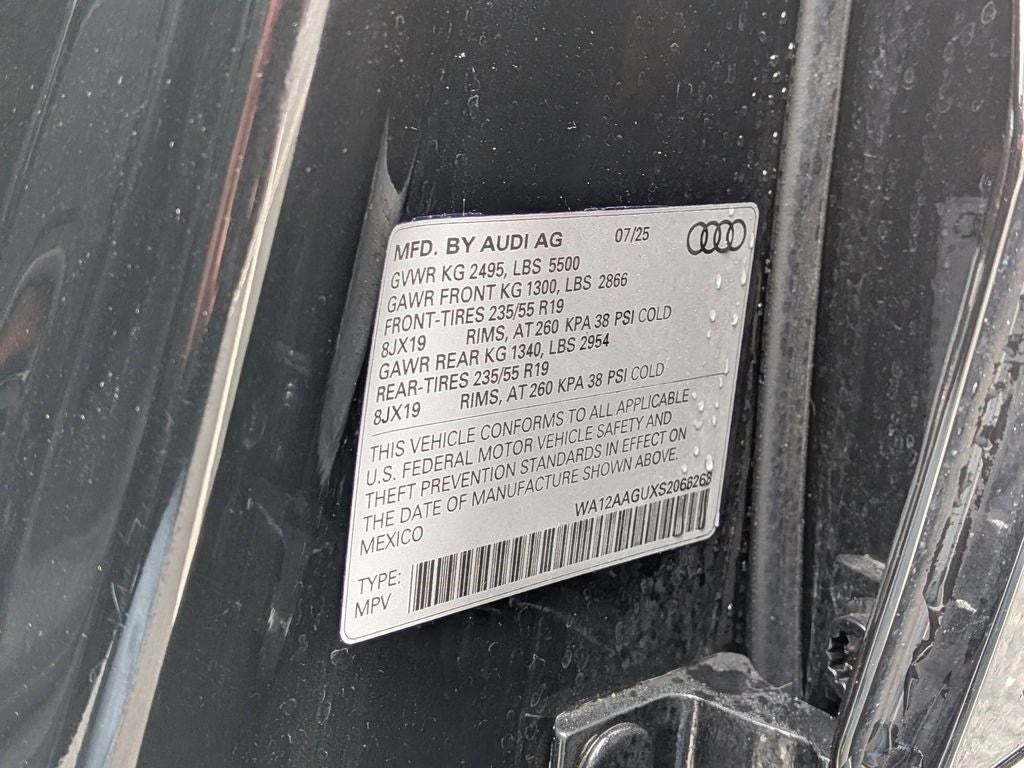 MFD. BY AUDI AG 07/25
GVWR KG 2495, LBS 5500
GAWR FRONT KG 1300, LBS 2866
FRONT-TIRES 235/55 R19
8JX19 RIMS, AT 260 KPA 38 PSI COLD
GAWR REAR KG 1340, LBS 2954
REAR-TIRES 235/55 R19
8JX19 RIMS, AT 260 KPA 38 PSI COLD
THIS VEHICLE CONFORMS TO ALL APPLICABLE
U.S. FEDERAL MOTOR VEHICLE SAFETY AND
THEFT PREVENTION STANDARDS IN EFFECT ON
THE DATE OF MANUFACTURE SHOWN ABOVE.
MEXICO WA12AAGUXS2066268
TYPE:
MPV